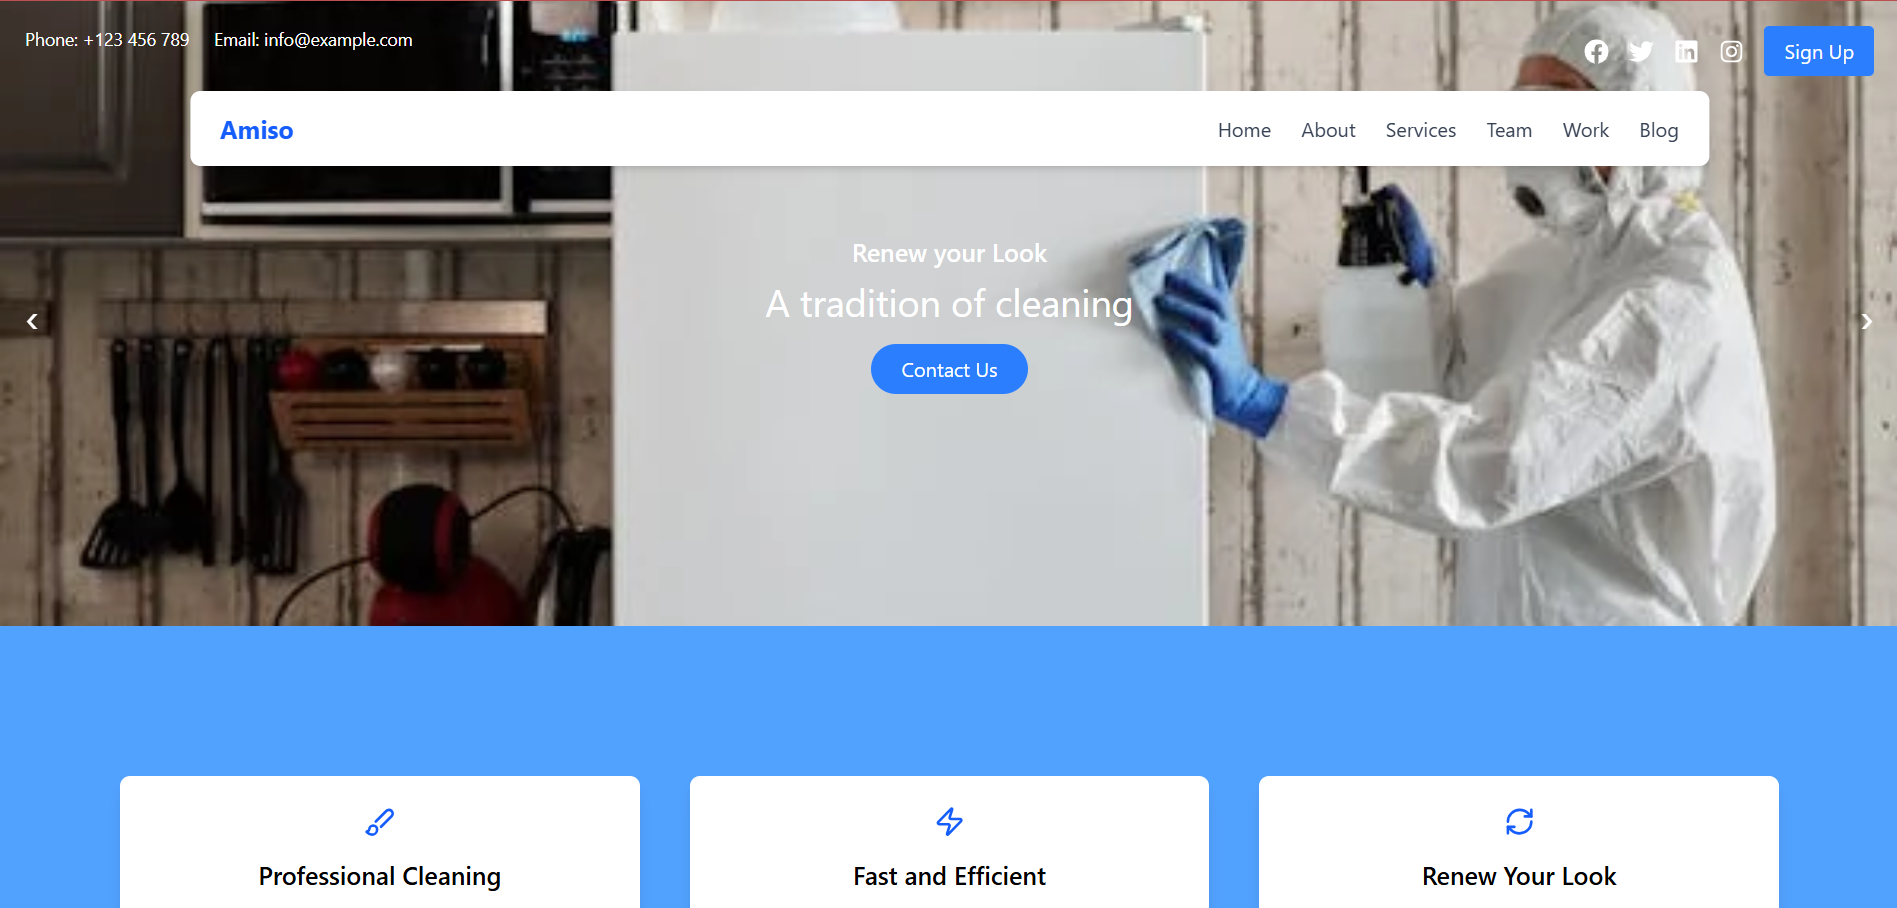 Phone: +123 456 789 Email: info@example.com
Sign Up
Amiso
Home About Services Team Work Blog
Renew your Look
A tradition of cleaning
Contact Us
Professional Cleaning
Fast and Efficient
Renew Your Look